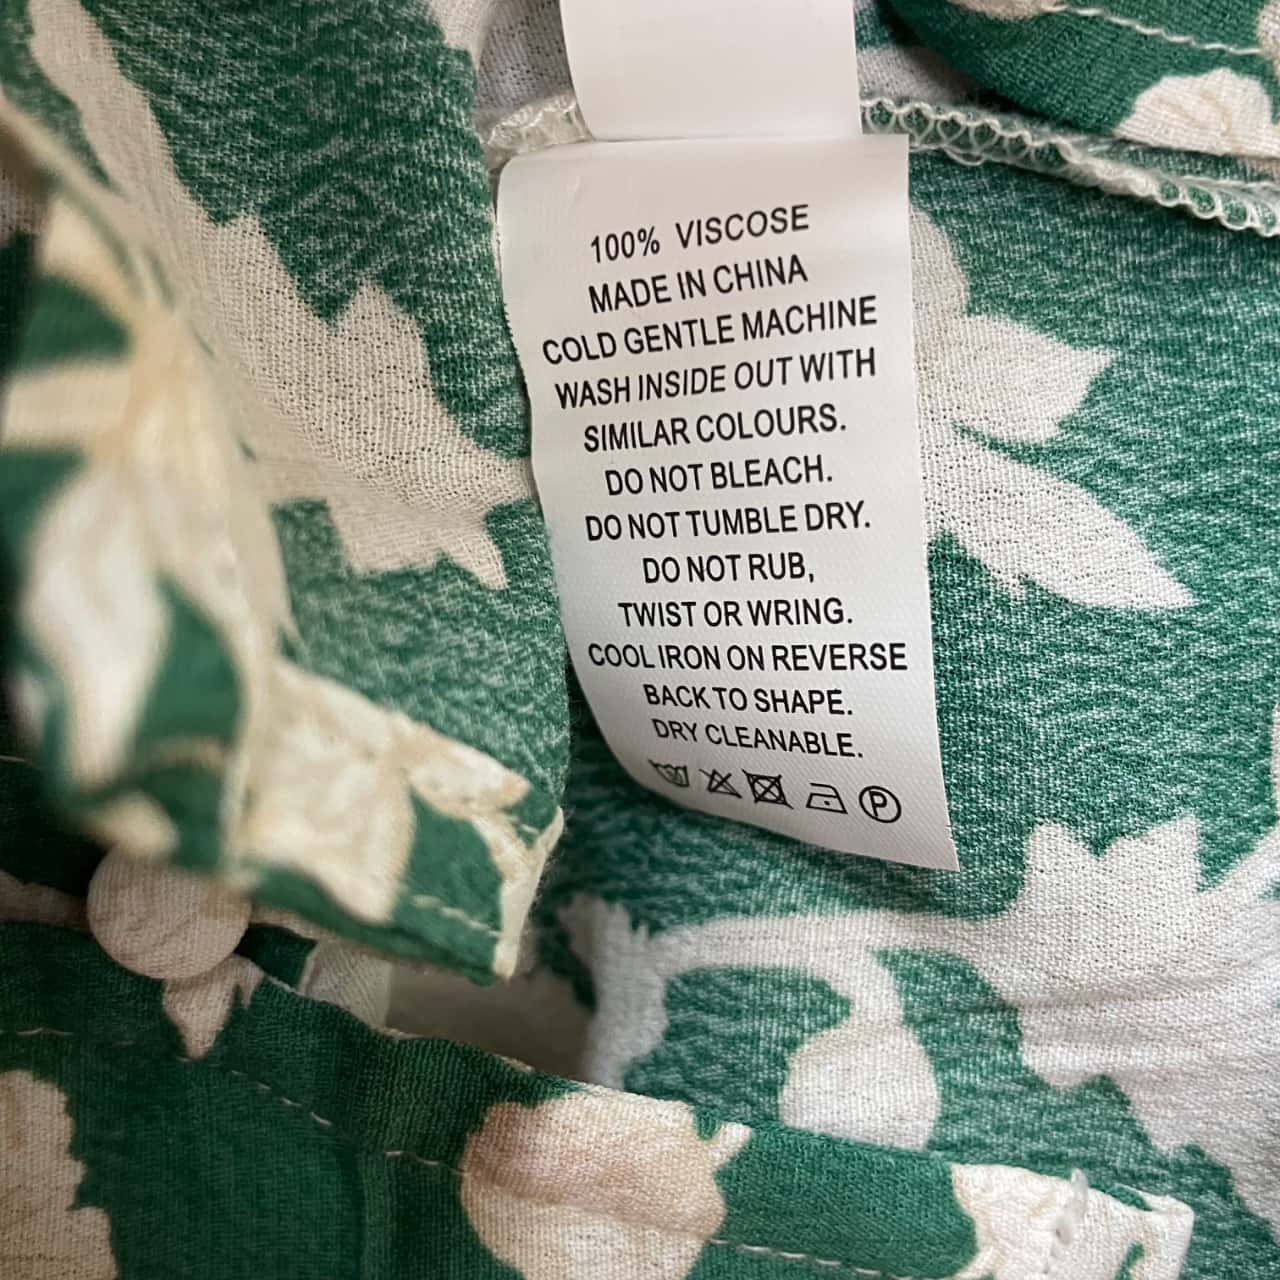 100% VISCOSE
MADE IN CHINA
COLD GENTLE MACHINE
WASH INSIDE OUT WITH
SIMILAR COLOURS.
DO NOT BLEACH.
DO NOT TUMBLE DRY.
DO NOT RUB,
TWIST OR WRING.
COOL IRON ON REVERSE
BACK TO SHAPE.
DRY CLEANABLE.
P